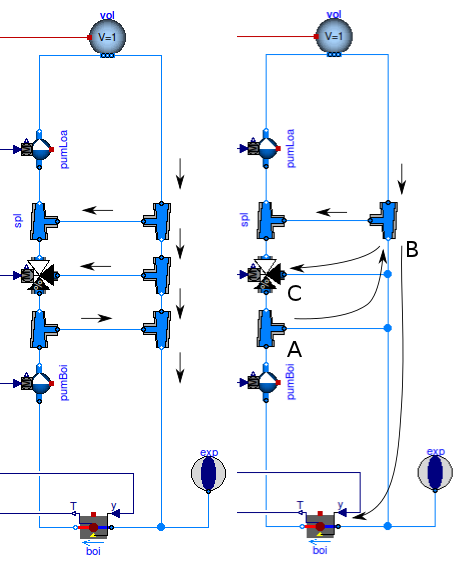 vol
V=1
pumLoa
spl
M
M
M
pumBoi
exp
T
y
boi
vol
V=1
pumLoa
spl
B
M
M
C
A
M
pumBoi
exp
T
y
boi